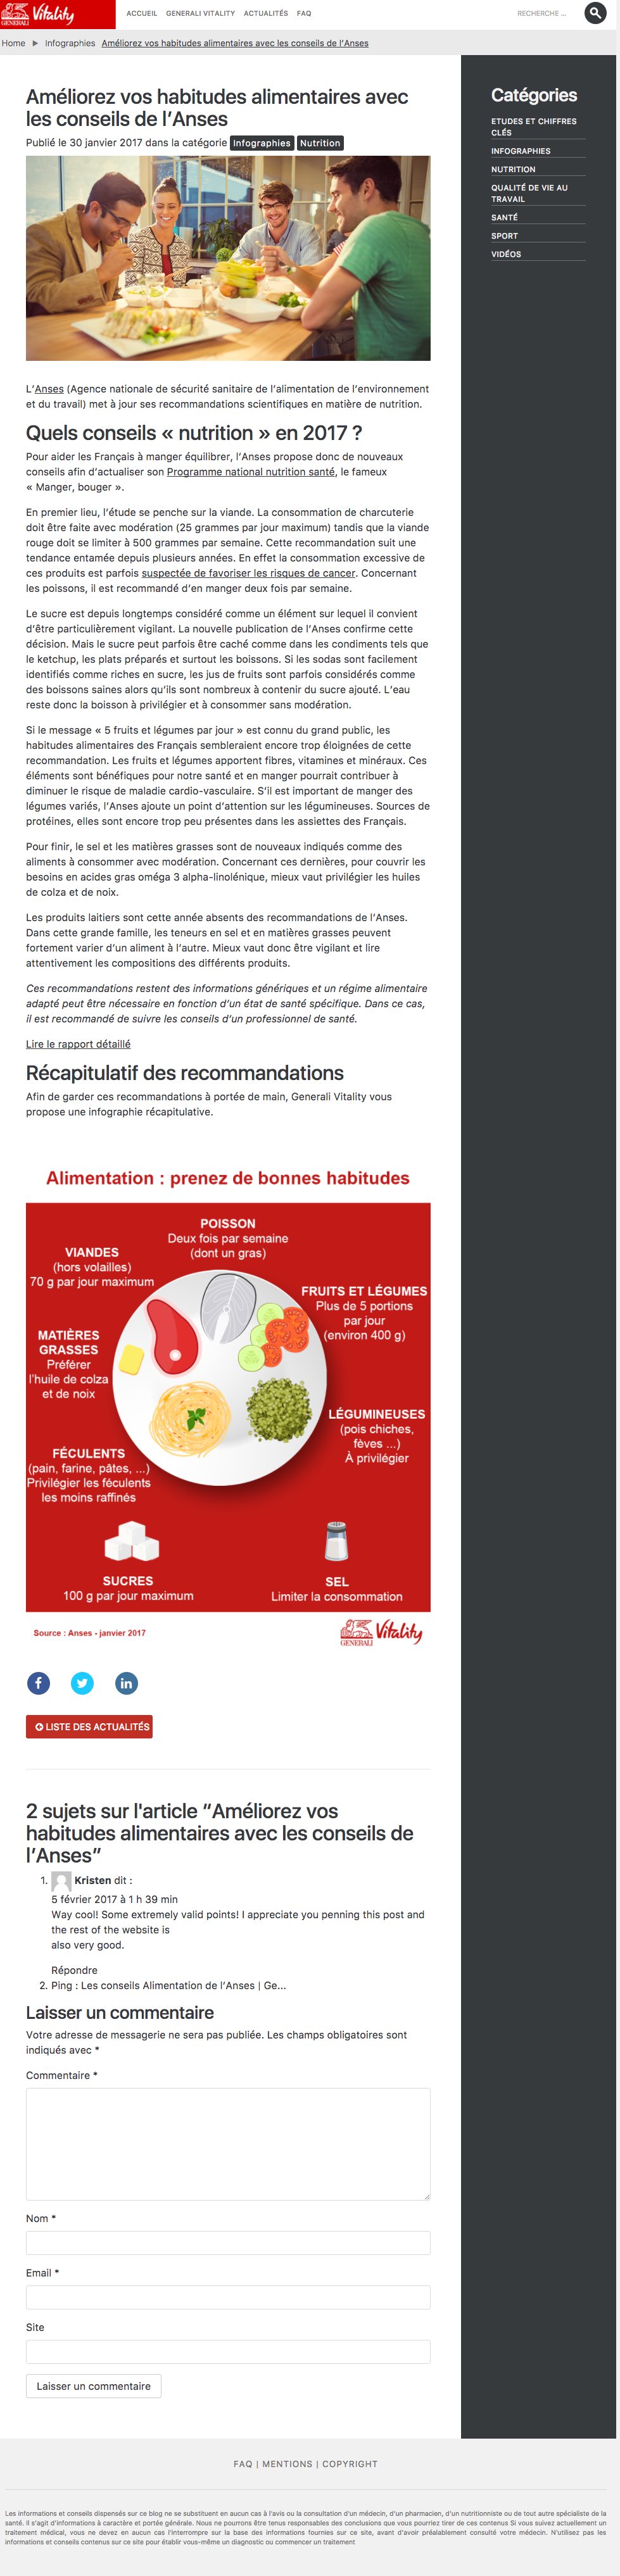 GENERALI Vitality
ACCUEIL GENERALI VITALITY ACTUALITÉS FAQ
RECHERCHE ...
Home ▶ Infographies Améliorez vos habitudes alimentaires avec les conseils de l'Anses
Améliorez vos habitudes alimentaires avec
les conseils de l'Anses
Publié le 30 janvier 2017 dans la catégorie Infographies Nutrition
L'Anses (Agence nationale de sécurité sanitaire de l'alimentation de l'environnement
et du travail) met à jour ses recommandations scientifiques en matière de nutrition.
Quels conseils « nutrition » en 2017 ?
Pour aider les Français à manger équilibrer, l'Anses propose donc de nouveaux
conseils afin d'actualiser son Programme national nutrition santé, le fameux
« Manger, bouger ».
En premier lieu, l'étude se penche sur la viande. La consommation de charcuterie
doit être faite avec modération (25 grammes par jour maximum) tandis que la viande
rouge doit se limiter à 500 grammes par semaine. Cette recommandation suit une
tendance entamée depuis plusieurs années. En effet la consommation excessive de
ces produits est parfois suspectée de favoriser les risques de cancer. Concernant
les poissons, il est recommandé d'en manger deux fois par semaine.
Le sucre est depuis longtemps considéré comme un élément sur lequel il convient
d'être particulièrement vigilant. La nouvelle publication de l'Anses confirme cette
décision. Mais le sucre peut parfois être caché comme dans les condiments tels que
le ketchup, les plats préparés et surtout les boissons. Si les sodas sont facilement
identifiés comme riches en sucre, les jus de fruits sont parfois considérés comme
des boissons saines alors qu'ils sont nombreux à contenir du sucre ajouté. L'eau
reste donc la boisson à privilégier et à consommer sans modération.
Si le message « 5 fruits et légumes par jour » est connu du grand public, les
habitudes alimentaires des Français sembleraient encore trop éloignées de cette
recommandation. Les fruits et légumes apportent fibres, vitamines et minéraux. Ces
éléments sont bénéfiques pour notre santé et en manger pourrait contribuer à
diminuer le risque de maladie cardio-vasculaire. S'il est important de manger des
légumes variés, l'Anses ajoute un point d'attention sur les légumineuses. Sources de
protéines, elles sont encore trop peu présentes dans les assiettes des Français.
Pour finir, le sel et les matières grasses sont de nouveaux indiqués comme des
aliments à consommer avec modération. Concernant ces dernières, pour couvrir les
besoins en acides gras oméga 3 alpha-linolénique, mieux vaut privilégier les huiles
de colza et de noix.
Les produits laitiers sont cette année absents des recommandations de l'Anses.
Dans cette grande famille, les teneurs en sel et en matières grasses peuvent
fortement varier d'un aliment à l'autre. Mieux vaut donc être vigilant et lire
attentivement les compositions des différents produits.
Ces recommandations restent des informations génériques et un régime alimentaire
adapté peut être nécessaire en fonction d'un état de santé spécifique. Dans ce cas,
il est recommandé de suivre les conseils d'un professionnel de santé.
Lire le rapport détaillé
Récapitulatif des recommandations
Afin de garder ces recommandations à portée de main, Generali Vitality vous
propose une infographie récapitulative.
Alimentation : prenez de bonnes habitudes
POISSON
Deux fois par semaine
(dont un gras)
VIANDES
(hors volailles)
70 g par jour maximum
FRUITS ET LÉGUMES
Plus de 5 portions
par jour
(environ 400 g)
MATIÈRES
GRASSES
Préférer
l'huile de colza
et de noix
LÉGUMINEUSES
(pois chiches,
fèves ...)
À privilégier
FÉCULENTS
(pain, farine, pâtes, ...)
Privilégier les féculents
les moins raffinés
SUCRES
100 g par jour maximum
SEL
Limiter la consommation
Source : Anses - janvier 2017
GENERALI Vitality
LISTE DES ACTUALITÉS
2 sujets sur l'article “Améliorez vos
habitudes alimentaires avec les conseils de
l'Anses”
1. Kristen dit :
5 février 2017 à 1 h 39 min
Way cool! Some extremely valid points! I appreciate you penning this post and
the rest of the website is
also very good.
Répondre
2. Ping : Les conseils Alimentation de l'Anses | Ge...
Laisser un commentaire
Votre adresse de messagerie ne sera pas publiée. Les champs obligatoires sont
indiqués avec *
Commentaire *
Nom *
Email *
Site
Laisser un commentaire
Catégories
ETUDES ET CHIFFRES
CLÉS
INFOGRAPHIES
NUTRITION
QUALITÉ DE VIE AU
TRAVAIL
SANTÉ
SPORT
VIDÉOS
FAQ | MENTIONS | COPYRIGHT
Les informations et conseils dispensés sur ce blog ne se substituent en aucun cas à l'avis ou la consultation d'un médecin, d'un pharmacien, d'un nutritionniste ou de tout autre spécialiste de la
santé. Il s'agit d'informations à caractère et portée générale. Nous ne pourrons être tenus responsables des conclusions que vous pourriez tirer de ces contenus Si vous suivez actuellement un
traitement médical, vous ne devez en aucun cas l'interrompre sur la base des informations fournies sur ce site, avant d'avoir préalablement consulté votre médecin. N'utilisez pas les
informations et conseils contenus sur ce site pour établir vous-même un diagnostic ou commencer un traitement